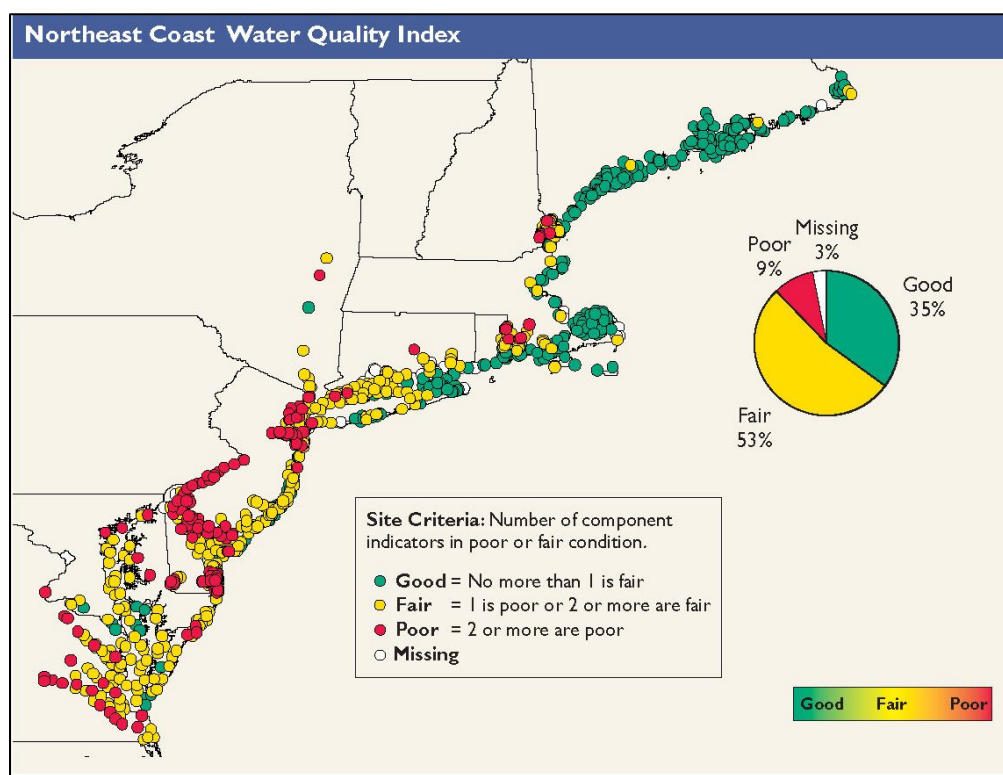 Northeast Coast Water Quality Index
Missing
3%
Poor
9%
Good
35%
Fair
53%
Site Criteria: Number of component
indicators in poor or fair condition.
Good = No more than 1 is fair
Fair = 1 is poor or 2 or more are fair
Poor = 2 or more are poor
Missing
Good Fair Poor